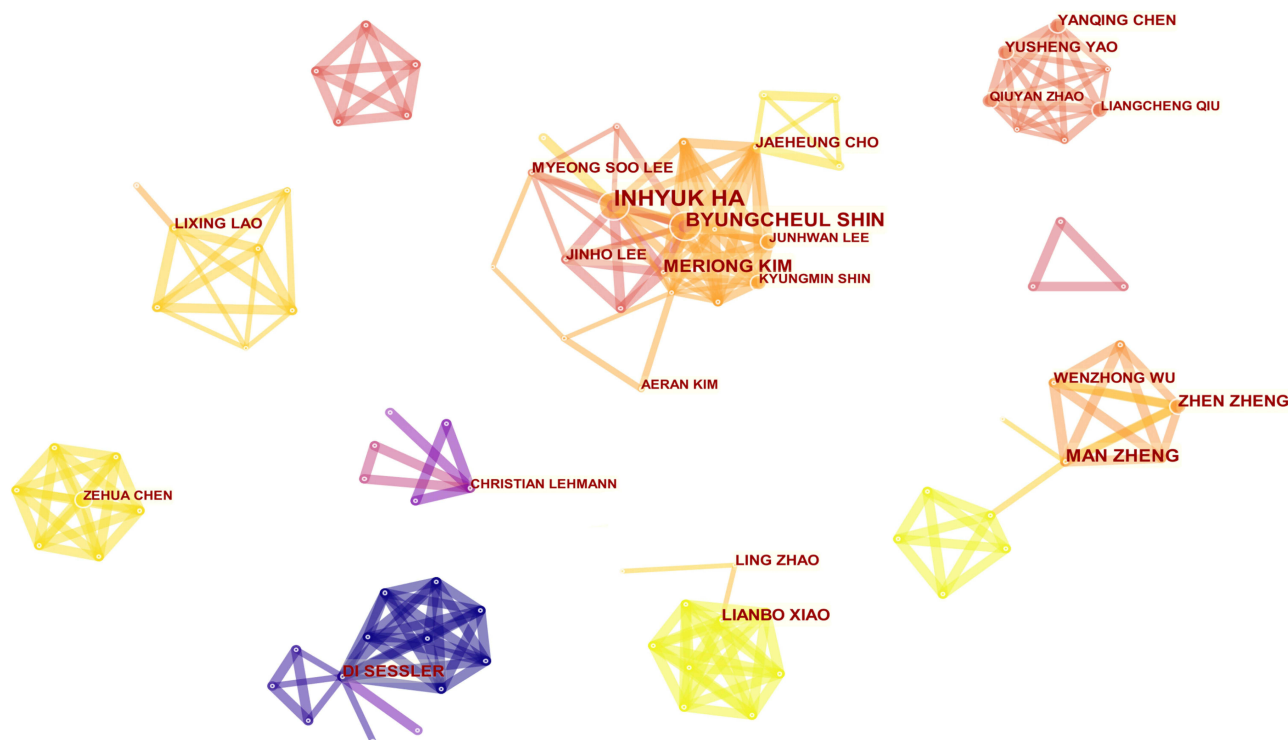 YANQING CHEN
YUSHENG YAO
QIUYAN ZHAO
LIANGCHENG QIU
JAEHEUNG CHO
MYEONG SOO LEE
INHYUK HA
BYUNGCHEUL SHIN
JUNHWAN LEE
JINHO LEE
MERIONG KIM
KYUNGMIN SHIN
LIXING LAO
AERAN KIM
WENZHONG WU
ZHEN ZHENG
MAN ZHENG
CHRISTIAN LEHMANN
ZEHUA CHEN
LING ZHAO
LIANBO XIAO
DI SESSLER